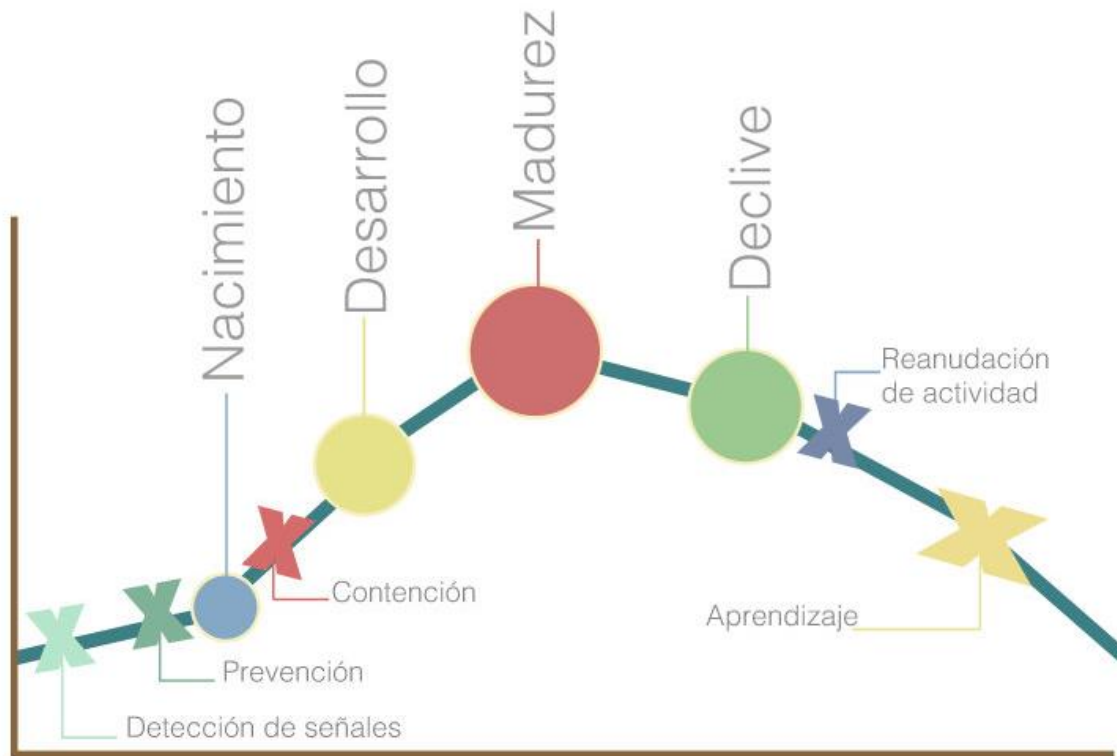 Nacimiento
Desarrollo
Madurez
Declive
Reanudación
de actividad
Contención
Aprendizaje
Prevención
Detección de señales